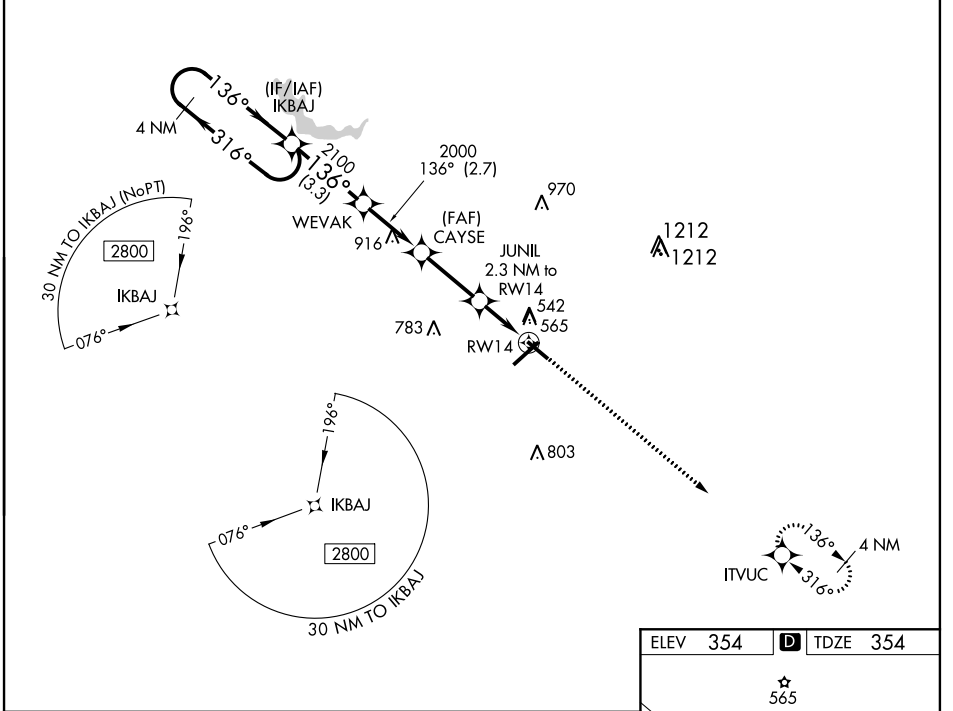 136°
(IF/IAF)
IKBAJ
4 NM
316°
2100
136°
(3.3)
2000
136° (2.7)
WEVAK
916
(FAF)
CAYSE
970
1212
1212
JUNIL
2.3 NM to
RW14
542
565
783
RW14
30 NM TO IKBAJ (NoPT)
196°
2800
IKBAJ
076°
803
196°
IKBAJ
076°
2800
30 NM TO IKBAJ
136°
4 NM
ITVUC
316°
ELEV 354 D TDZE 354
565